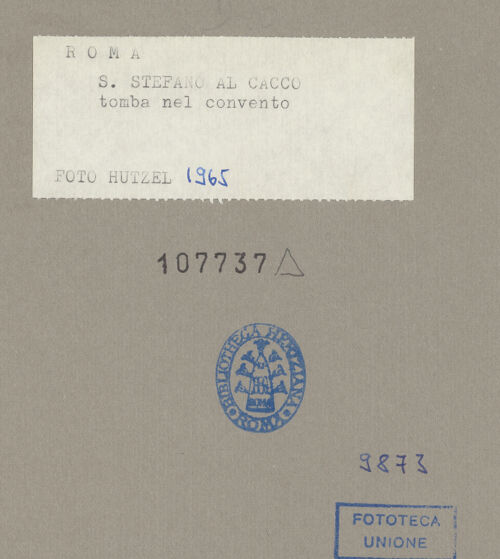 R O M A
S. STEFANO AL CACCO
tomba nel convento
FOTO HUTZEL 1965
107737
BIBLIOTHECA HERTZIANA
ROMA
ROMA
9873
FOTOTECA
UNIONE